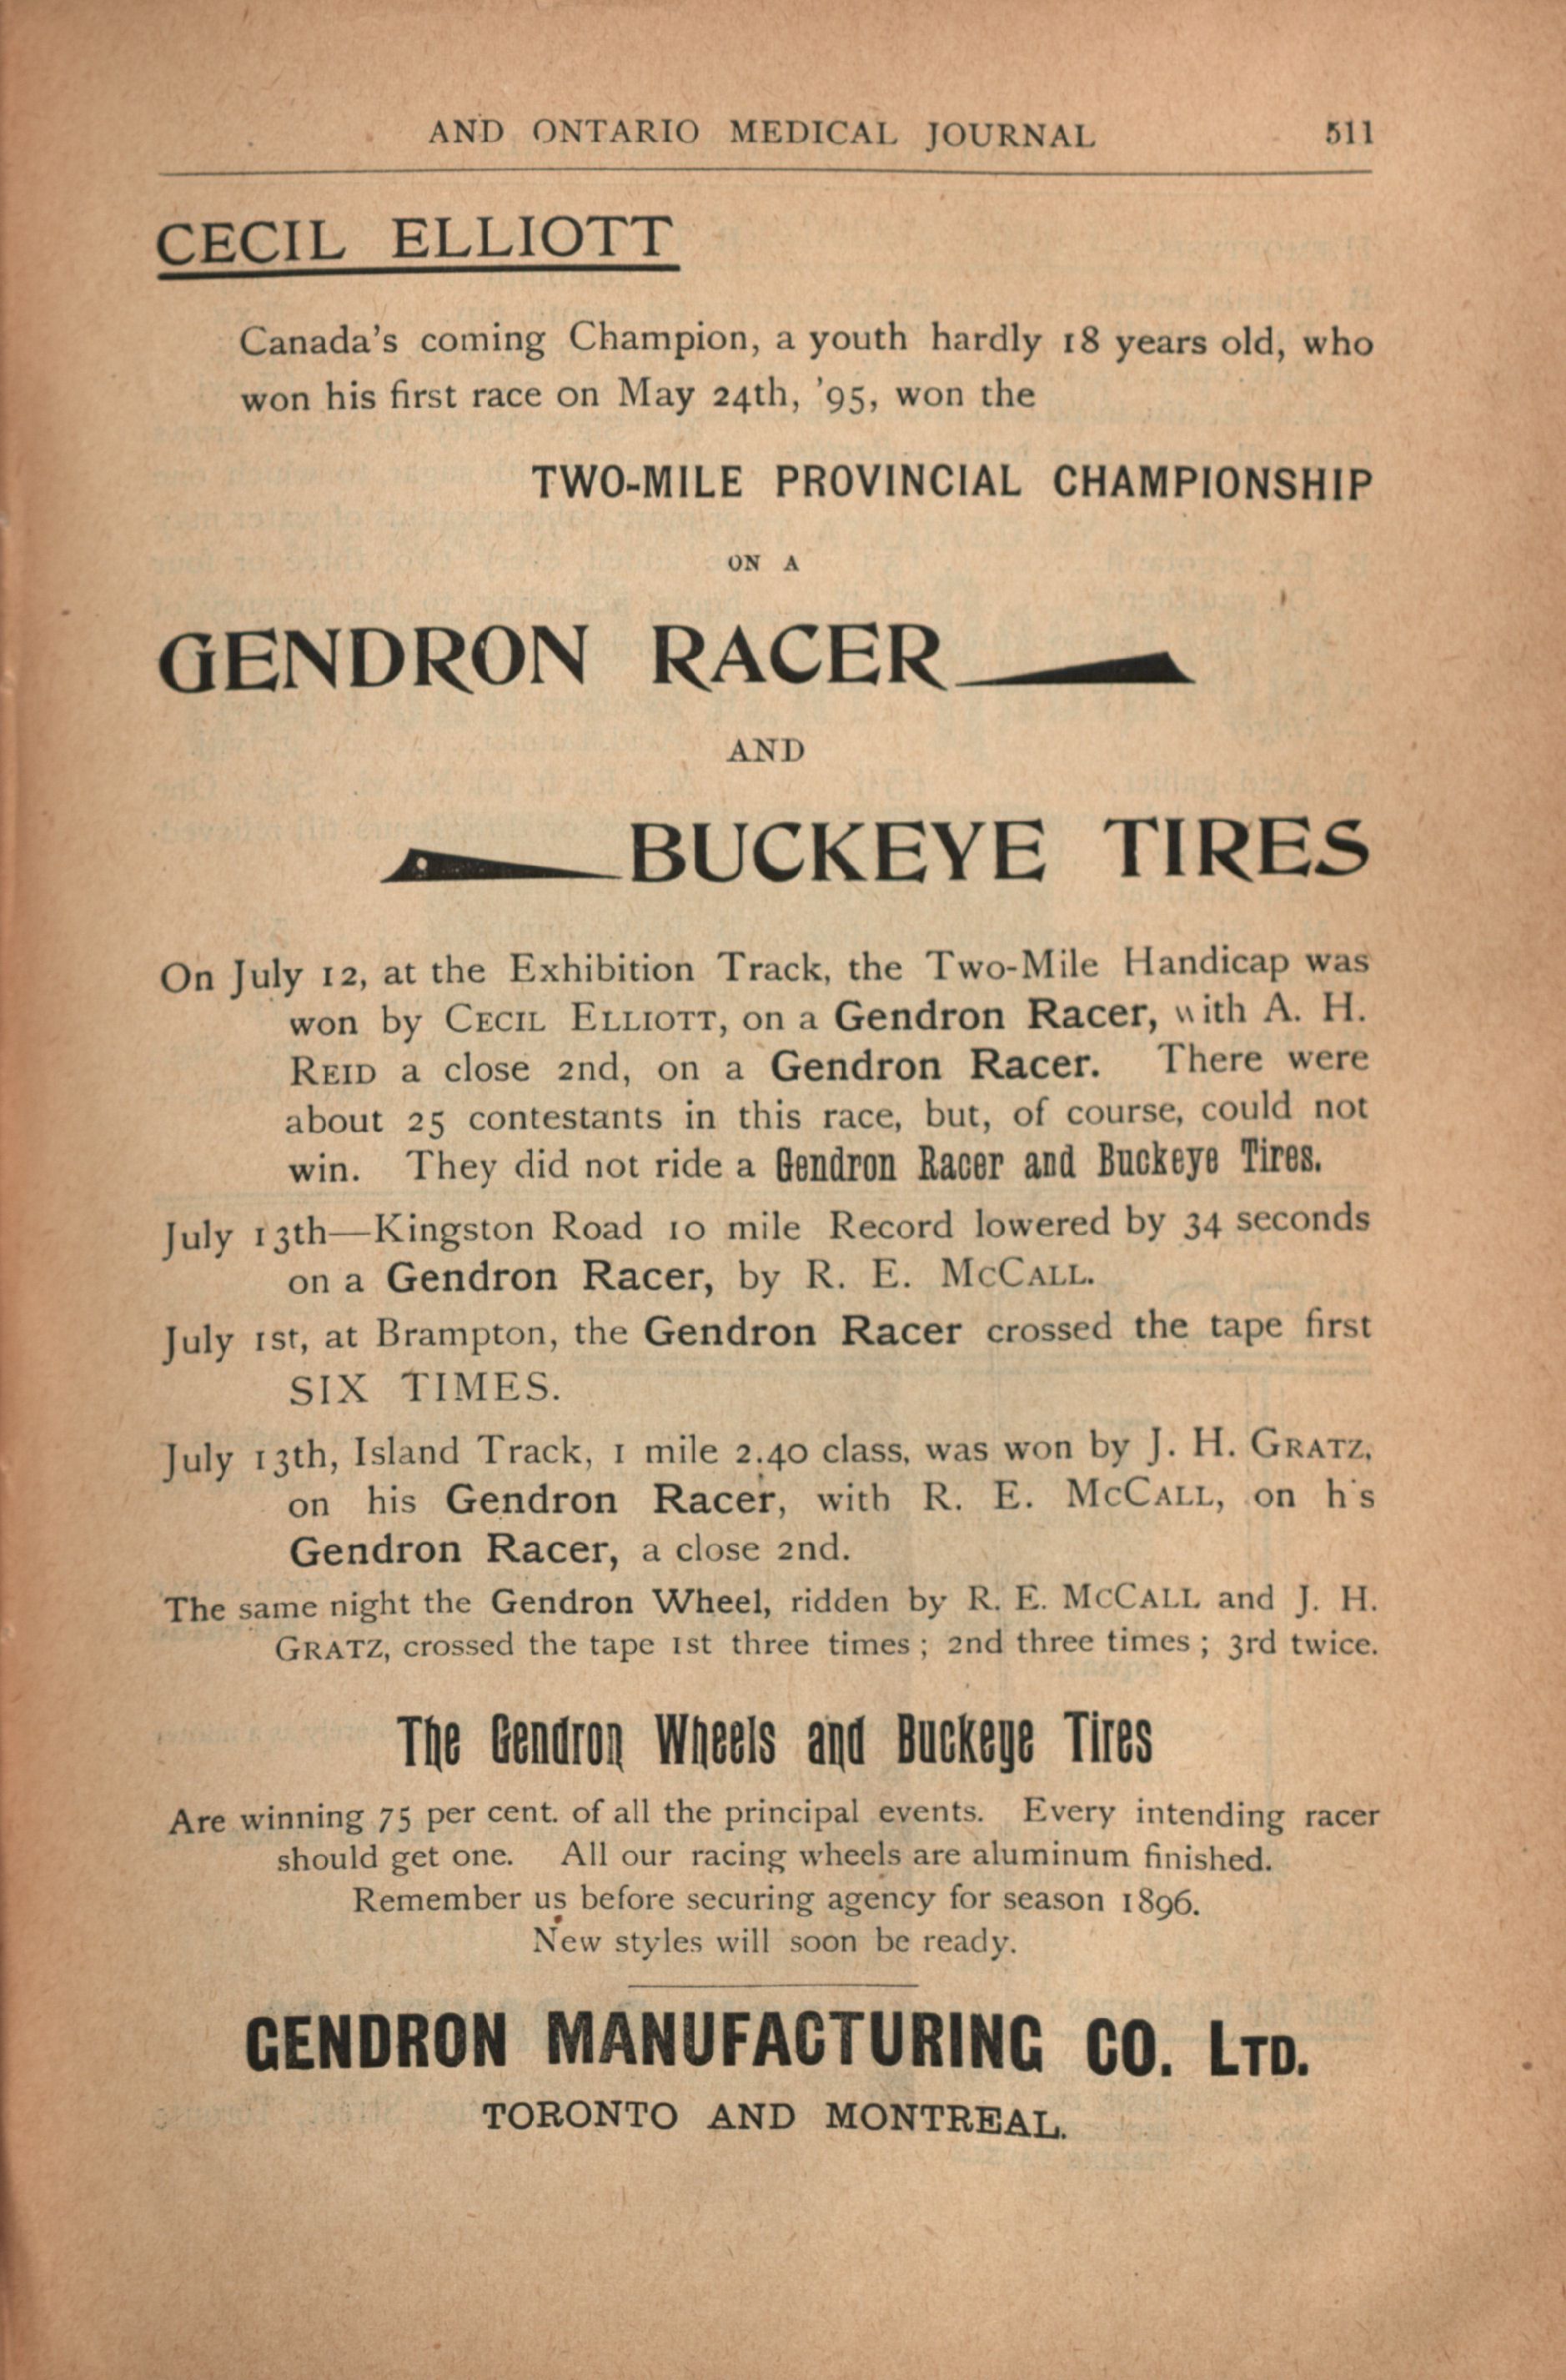 AND ONTARIO MEDICAL JOURNAL 511
CECIL ELLIOTT
Canada's coming Champion, a youth hardly 18 years old, who
won his first race on May 24th, '95, won the
TWO-MILE PROVINCIAL CHAMPIONSHIP
ON A
GENDRON RACER
AND
BUCKEYE TIRES
On July 12, at the Exhibition Track, the Two-Mile Handicap was
won by CECIL ELLIOTT, on a Gendron Racer, with A. H.
REID a close 2nd, on a Gendron Racer. There were
about 25 contestants in this race, but, of course, could not
win. They did not ride a Gendron Racer and Buckeye Tires.
July 13th—Kingston Road 10 mile Record lowered by 34 seconds
on a Gendron Racer, by R. E. MCCALL.
July 1st, at Brampton, the Gendron Racer crossed the tape first
SIX TIMES.
July 13th, Island Track, 1 mile 2.40 class, was won by J. H. GRATZ,
on his Gendron Racer, with R. E. MCCALL, on h's
Gendron Racer, a close 2nd.
The same night the Gendron Wheel, ridden by R. E. MCCALL and J. H.
GRATZ, crossed the tape 1st three times; 2nd three times; 3rd twice.
The Gendron Wheels and Buckeye Tires
Are winning 75 per cent. of all the principal events. Every intending racer
should get one. All our racing wheels are aluminum finished.
Remember us before securing agency for season 1896.
New styles will soon be ready.
GENDRON MANUFACTURING CO. LTD.
TORONTO AND MONTREAL.